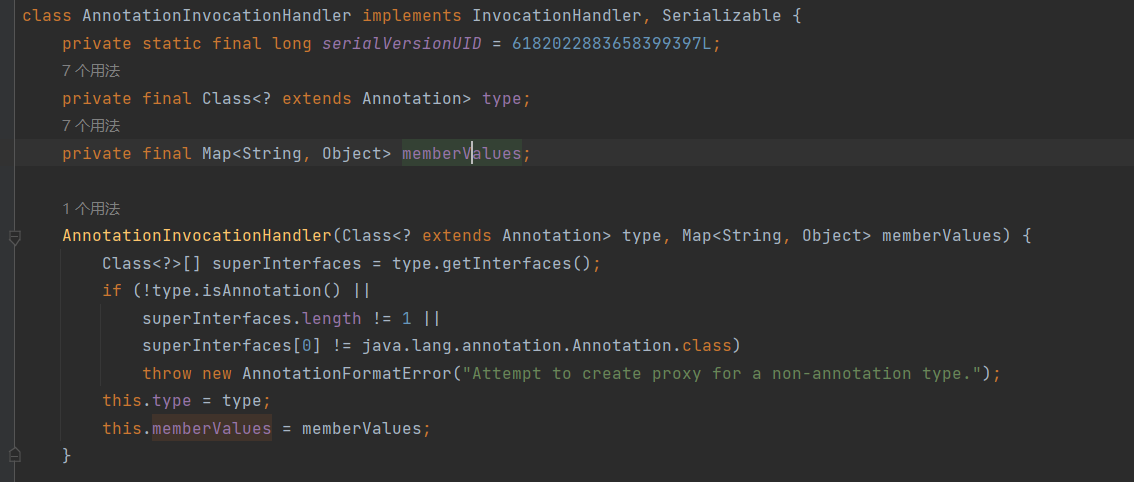 class AnnotationInvocationHandler implements InvocationHandler, Serializable {
    private static final long serialVersionUID = 6182022883658399397L;
    7 个用法
    private final Class<? extends Annotation> type;
    7 个用法
    private final Map<String, Object> memberValues;
    1 个用法
    AnnotationInvocationHandler(Class<? extends Annotation> type, Map<String, Object> memberValues) {
        Class<?>[] superInterfaces = type.getInterfaces();
        if (!type.isAnnotation() ||
            superInterfaces.length != 1 ||
            superInterfaces[0] != java.lang.annotation.Annotation.class)
            throw new AnnotationFormatError("Attempt to create proxy for a non-annotation type.");
        this.type = type;
        this.memberValues = memberValues;
    }